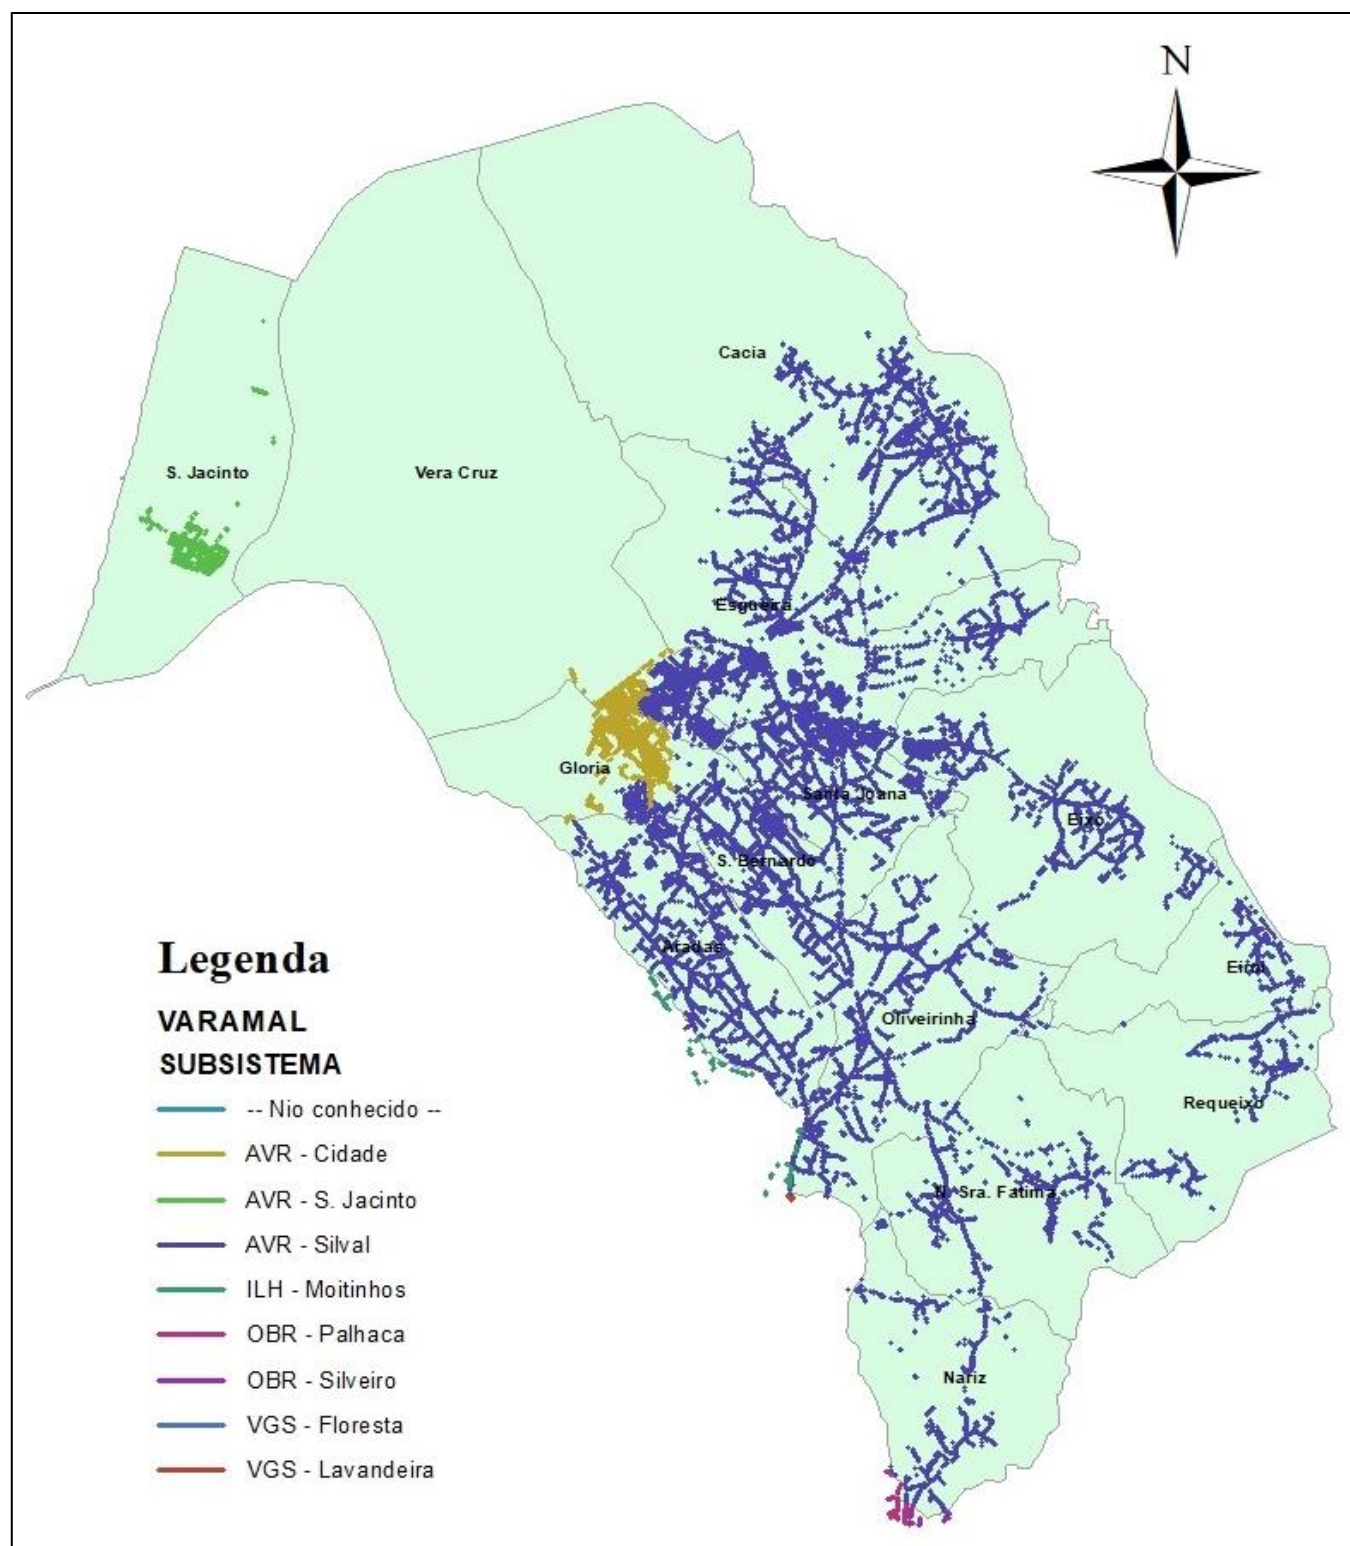 N
Cacia
S. Jacinto
Vera Cruz
Esgueira
Gloria
Santa Joana
Eixo
S. Bernardo
Aradas
Eirol
Oliveirinha
Requeixo
N. Sra. Fatima
Nariz
Legenda
VARAMAL
SUBSISTEMA
-- Nio conhecido --
AVR - Cidade
AVR - S. Jacinto
AVR - Silval
ILH - Moitinhos
OBR - Palhaca
OBR - Silveiro
VGS - Floresta
VGS - Lavandeira